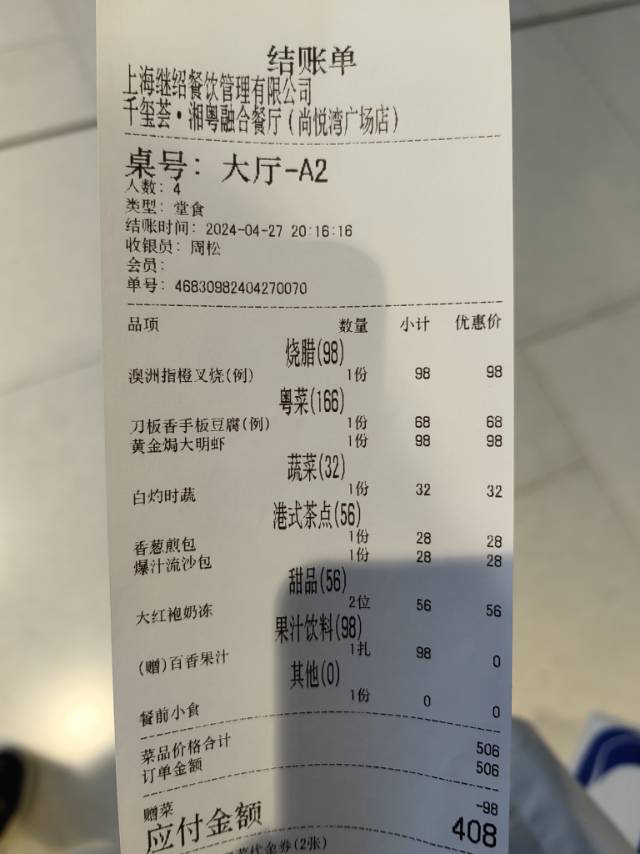 结账单
上海继绍餐饮管理有限公司
千玺荟·湘粤融合餐厅(尚悦湾广场店)
桌号: 大厅-A2
人数: 4
类型: 堂食
结账时间: 2024-04-27 20:16:16
收银员: 周松
会员:
单号: 46830982404270070
品项 数量 小计 优惠价
烧腊(98)
澳洲指橙叉烧(例) 1份 98 98
粤菜(166)
刀板香手板豆腐(例) 1份 68 68
黄金焗大明虾 1份 98 98
蔬菜(32)
白灼时蔬 1份 32 32
港式茶点(56)
香葱煎包 1份 28 28
爆汁流沙包 1份 28 28
甜品(56)
大红袍奶冻 2位 56 56
果汁饮料(98)
(赠)百香果汁 1扎 98 0
其他(0)
餐前小食 1份 0 0
菜品价格合计 506
订单金额 506
赠菜 -98
应付金额 408
代金券(2张)